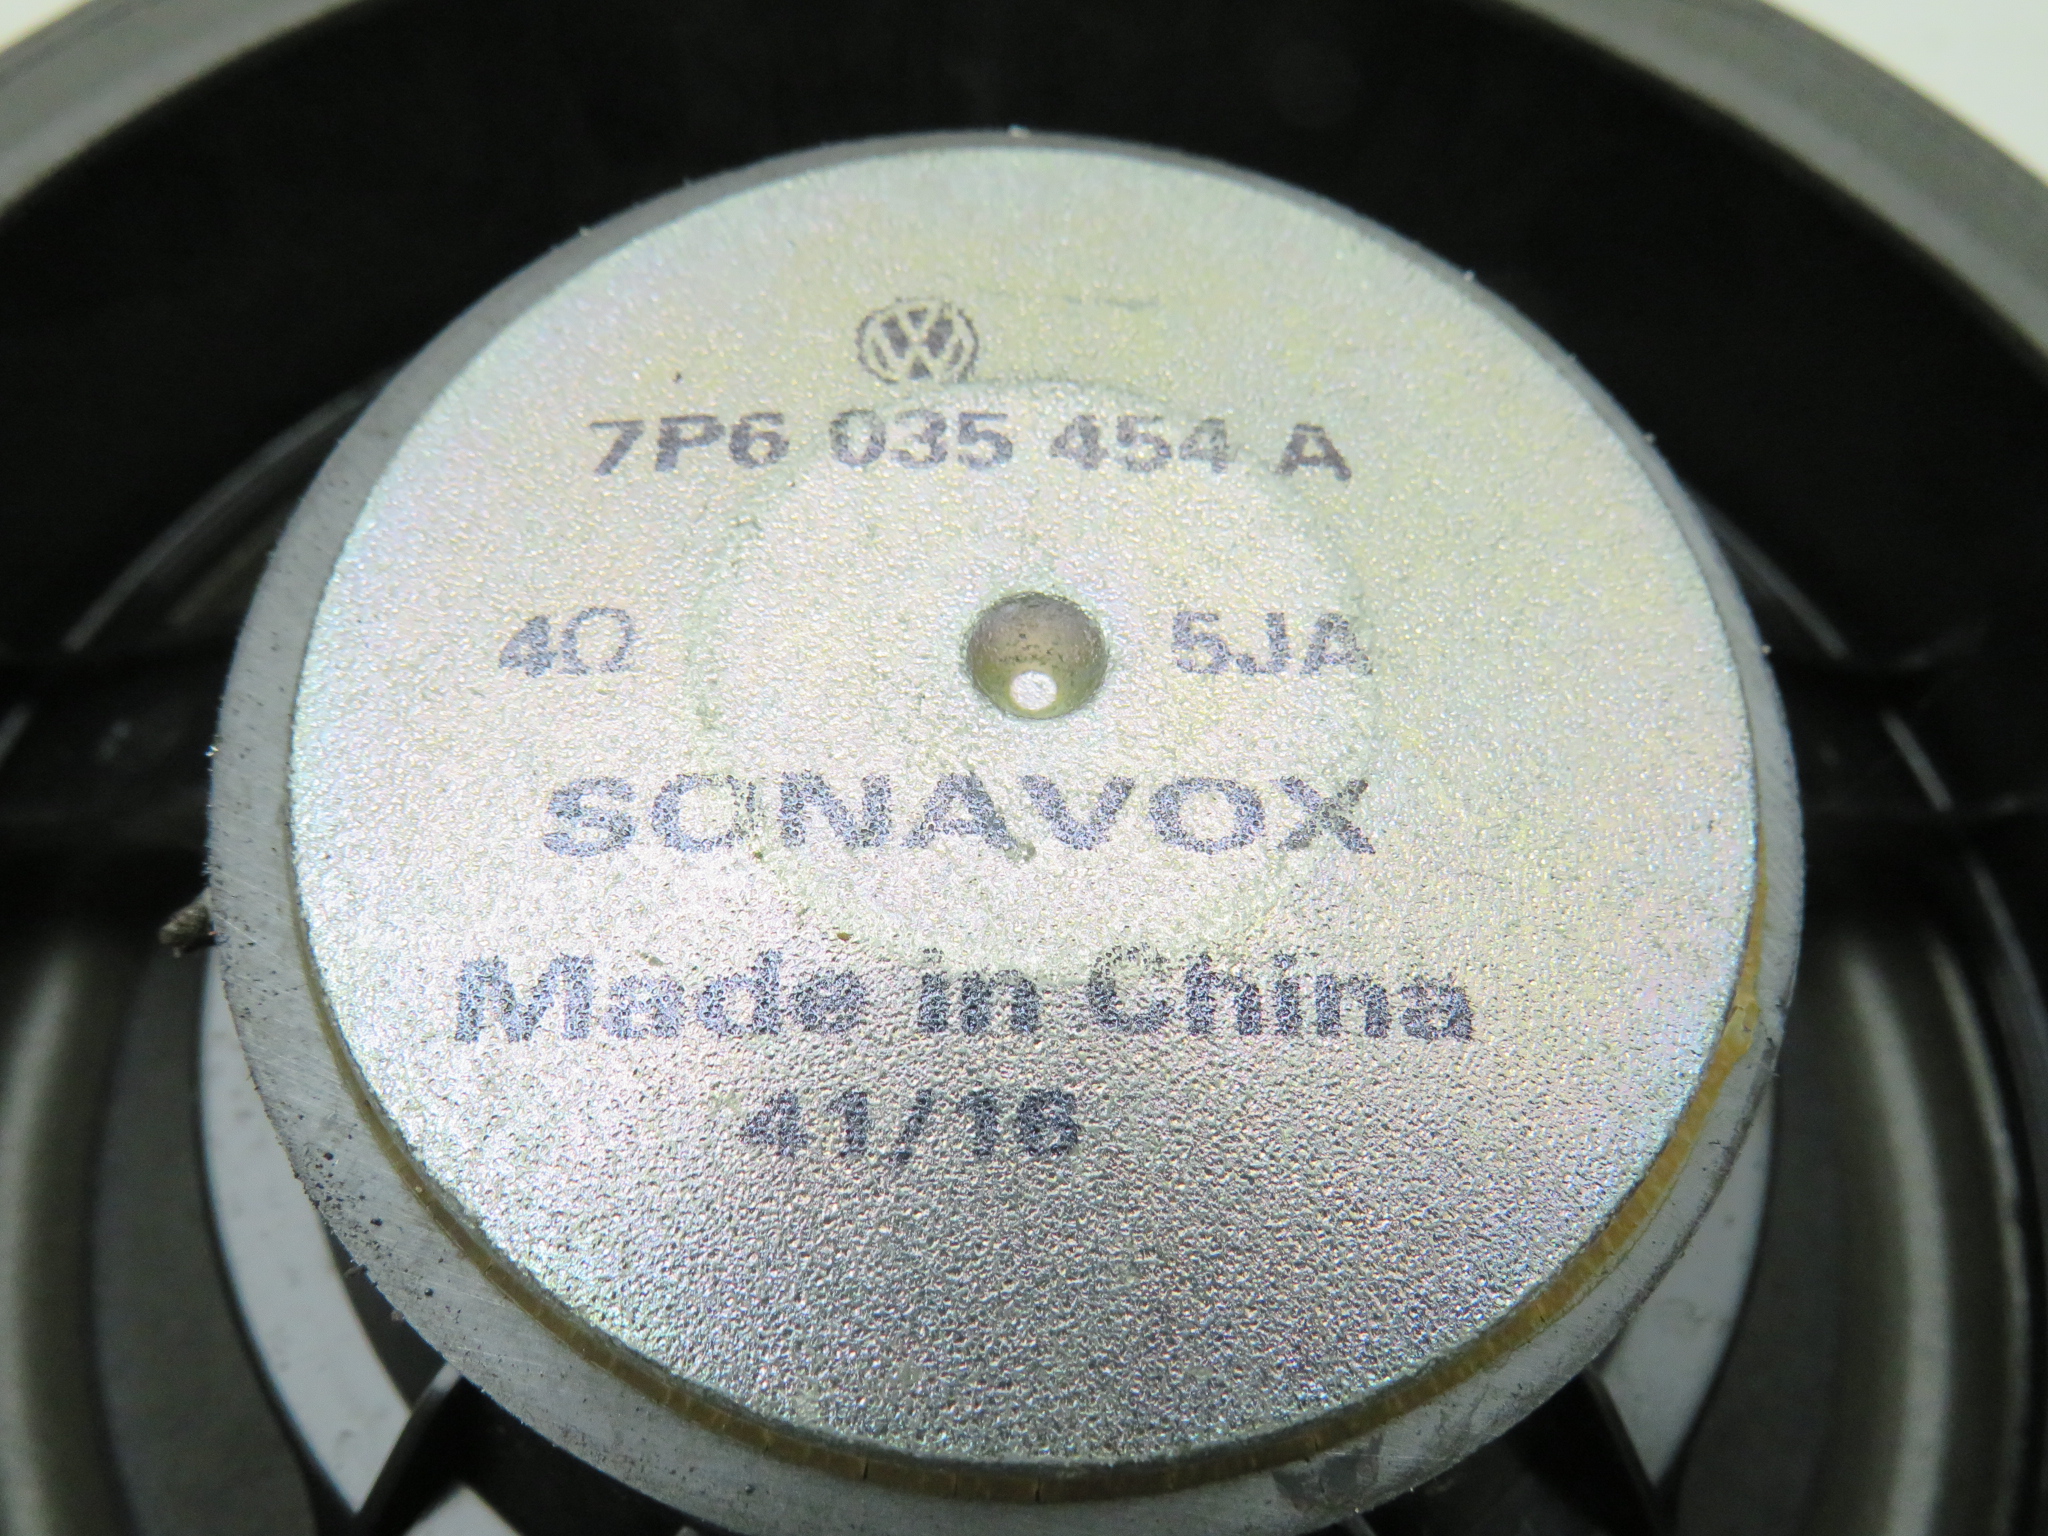 7P6 035 454 A
4Ω 5JA
SONAVOX
Made in China
41/16